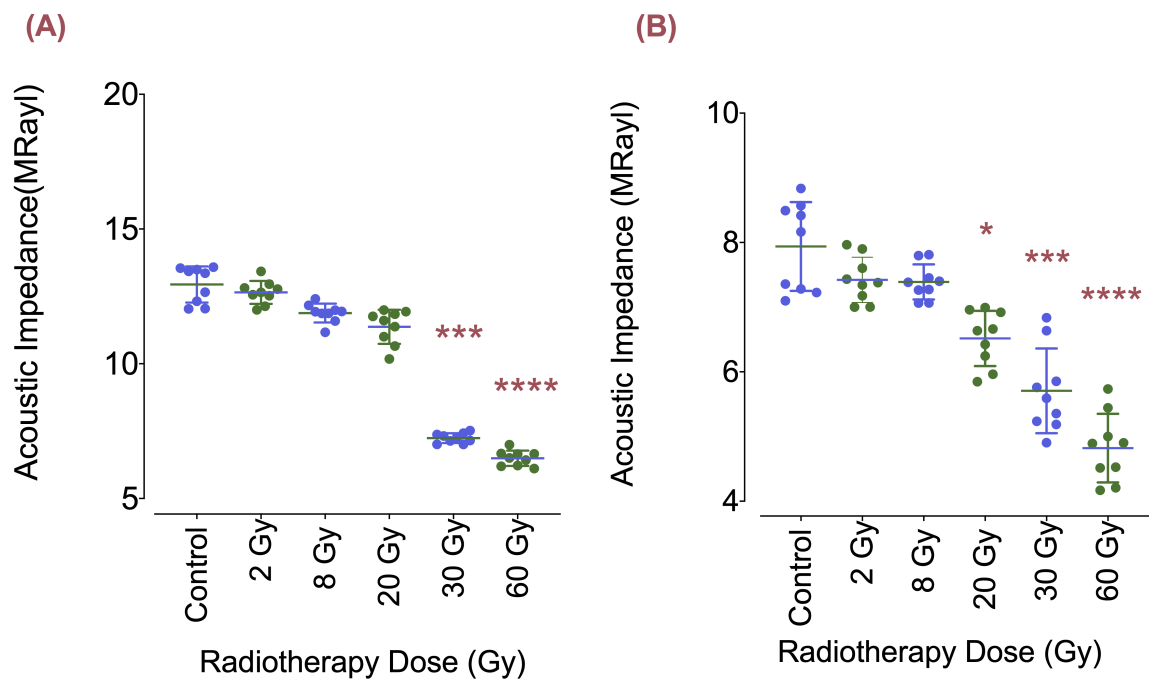 (A)
Acoustic Impedance(MRayl)
20
15
10
5
***
****
Control
2 Gy
8 Gy
20 Gy
30 Gy
60 Gy
Radiotherapy Dose (Gy)
(B)
Acoustic Impedance (MRayl)
10
8
6
4
*
***
****
Control
2 Gy
8 Gy
20 Gy
30 Gy
60 Gy
Radiotherapy Dose (Gy)